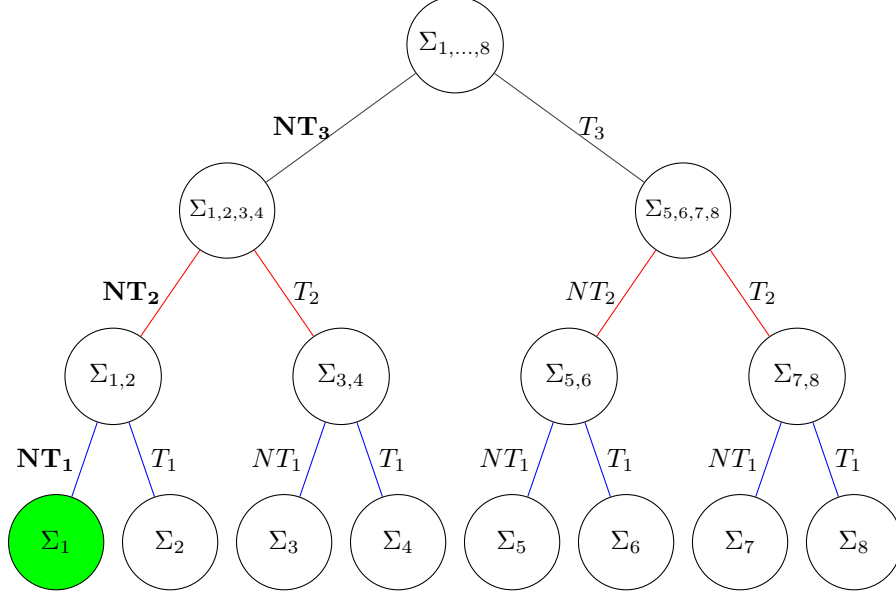 Σ1,...,8
NT3 T3
Σ1,2,3,4 Σ5,6,7,8
NT2 T2 NT2 T2
Σ1,2 Σ3,4 Σ5,6 Σ7,8
NT1 T1 NT1 T1 NT1 T1 NT1 T1
Σ1 Σ2 Σ3 Σ4 Σ5 Σ6 Σ7 Σ8